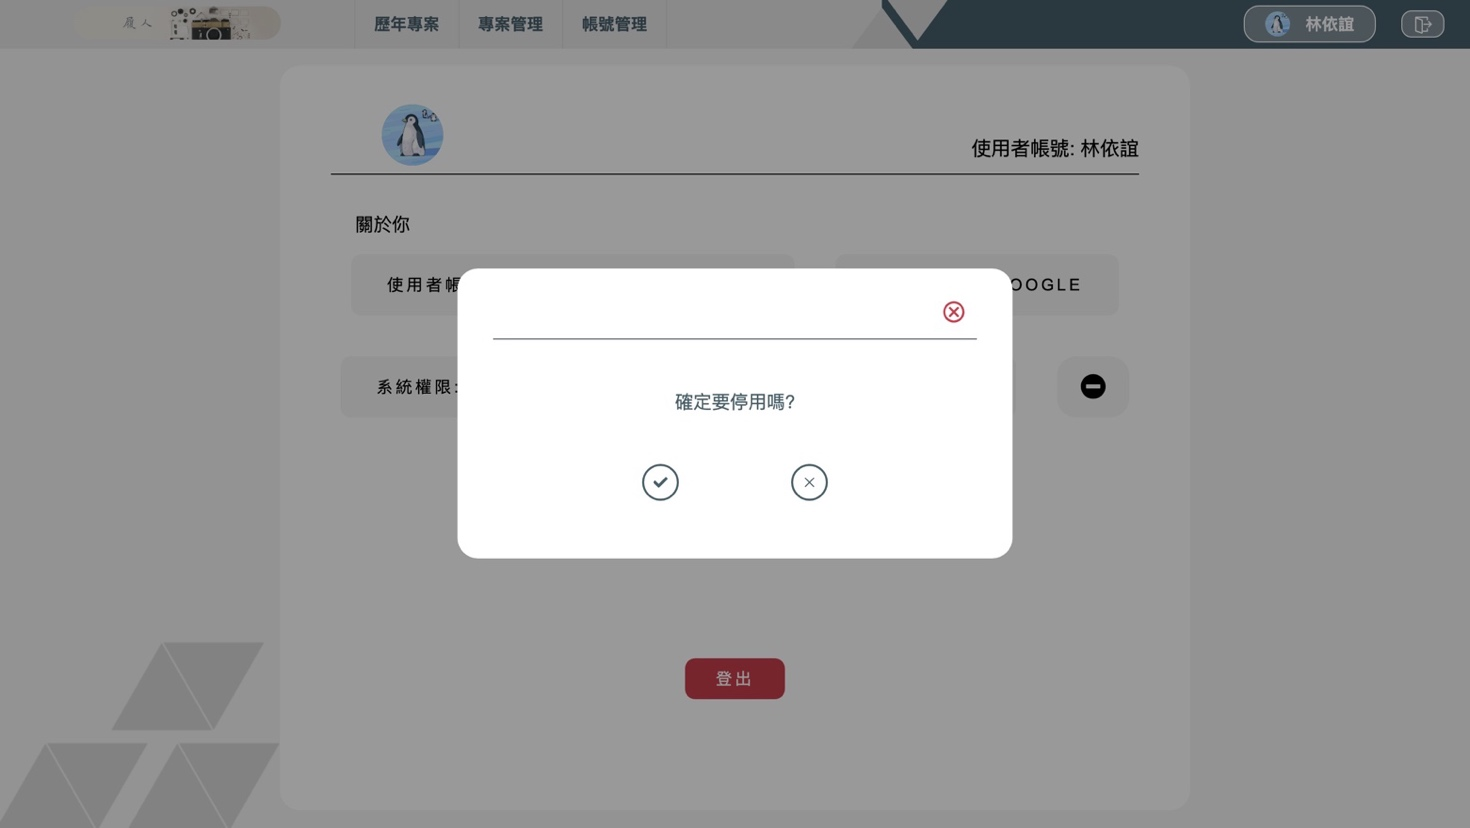 歷年專案 專案管理 帳號管理 林依誼
使用者帳號: 林依誼
關於你
使用者帳
OOGLE
系統權限:
確定要停用嗎?
登出